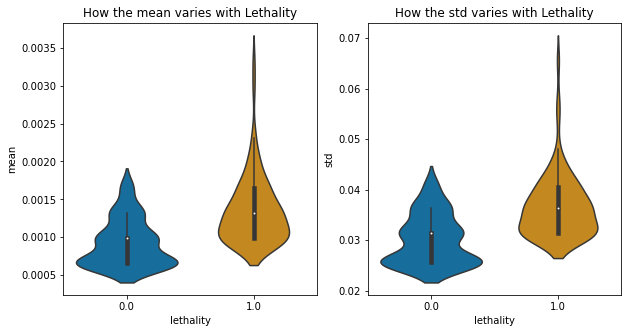 How the mean varies with Lethality
0.0035
0.0030
0.0025
0.0020
0.0015
0.0010
0.0005
mean
0.0
1.0
lethality
How the std varies with Lethality
0.07
0.06
0.05
0.04
0.03
0.02
std
0.0
1.0
lethality